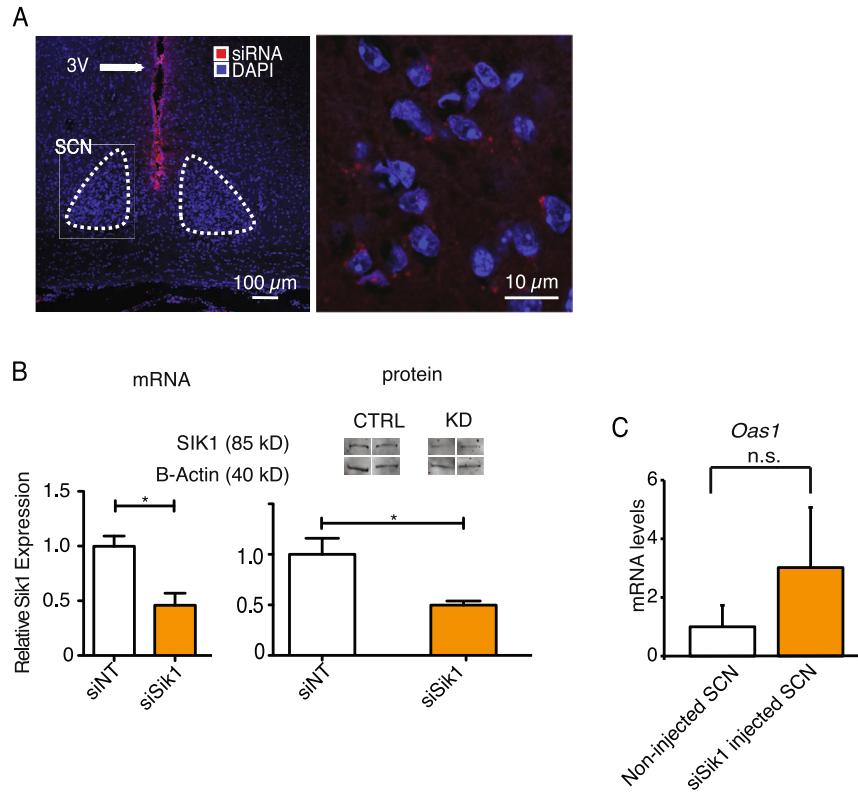 A
3V
siRNA
DAPI
SCN
100 µm
10 µm
B
mRNA
protein
CTRL KD
SIK1 (85 kD)
B-Actin (40 kD)
Relative Sik1 Expression
1.5
1.0
0.5
0
*
siNT
siSik1
1.0
0.5
0
*
siNT
siSik1
C
Oas1
n.s.
mRNA levels
6
4
2
0
Non-injected SCN
siSik1 injected SCN